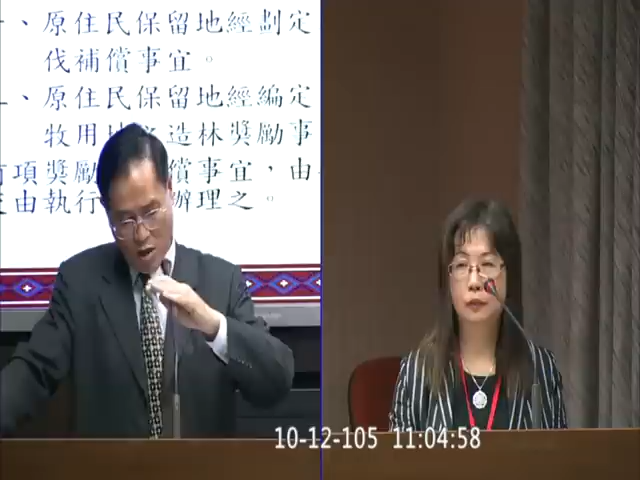 、原住民保留地經劃定
伐補償事宜。
、原住民保留地經編定
牧用地 造林獎勵事
項獎勵 償事宜,由
由執行 辦理之。
10-12-105 11:04:58